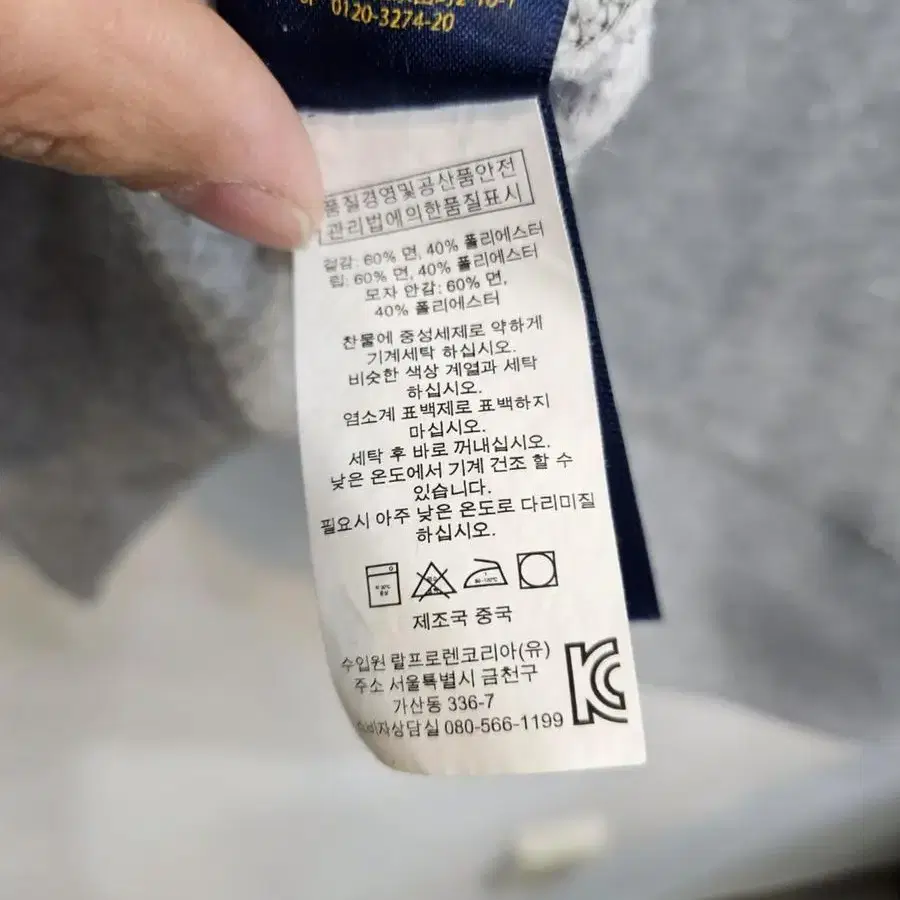 0120-3274-20
품질경영및공산품안전
관리법에의한품질표시
겉감: 60% 면, 40% 폴리에스터
립: 60% 면, 40% 폴리에스터
모자 안감: 60% 면,
40% 폴리에스터
찬물에 중성세제로 약하게
기계세탁 하십시오.
비슷한 색상 계열과 세탁
하십시오.
염소계 표백제로 표백하지
마십시오.
세탁 후 바로 꺼내십시오.
낮은 온도에서 기계 건조 할 수
있습니다.
필요시 아주 낮은 온도로 다리미질
하십시오.
제조국 중국
수입원 랄프로렌코리아(유)
주소 서울특별시 금천구
가산동 336-7
소비자상담실 080-566-1199